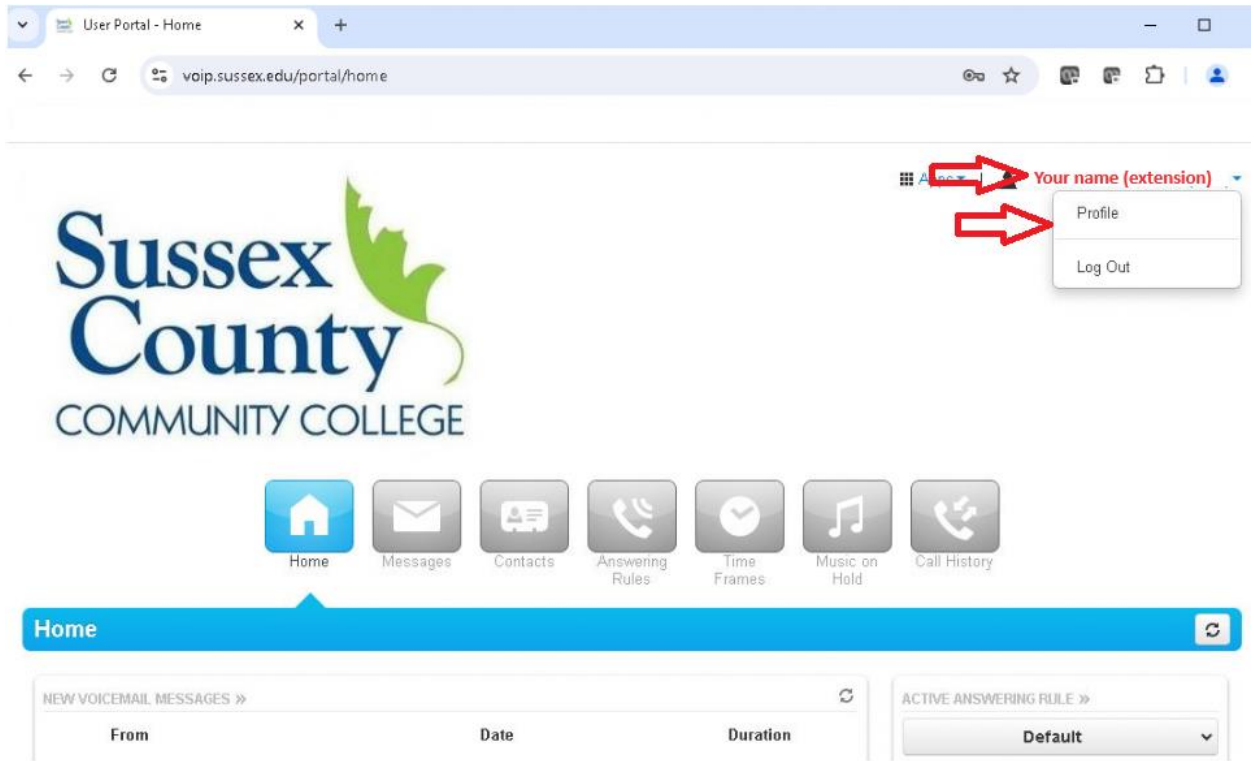 User Portal - Home
voip.sussex.edu/portal/home
Apps
Your name (extension)
Profile
Log Out
Sussex
County
COMMUNITY COLLEGE
Home
Messages
Contacts
Answering
Rules
Time
Frames
Music on
Hold
Call History
Home
NEW VOICEMAIL MESSAGES »
ACTIVE ANSWERING RULE »
From Date Duration
Default